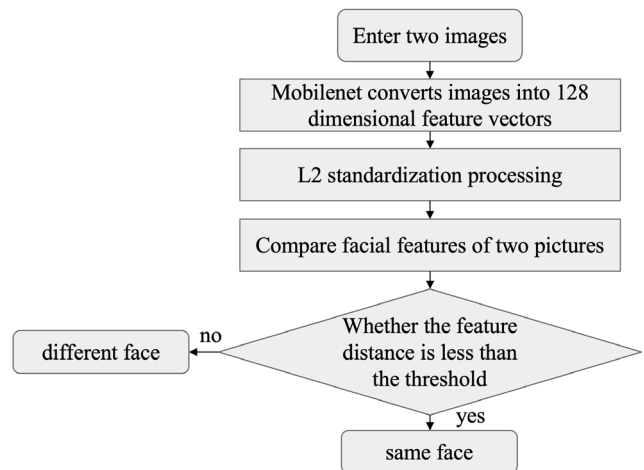 Enter two images
Mobilenet converts images into 128
dimensional feature vectors
L2 standardization processing
Compare facial features of two pictures
Whether the feature
distance is less than
the threshold
no
different face
yes
same face